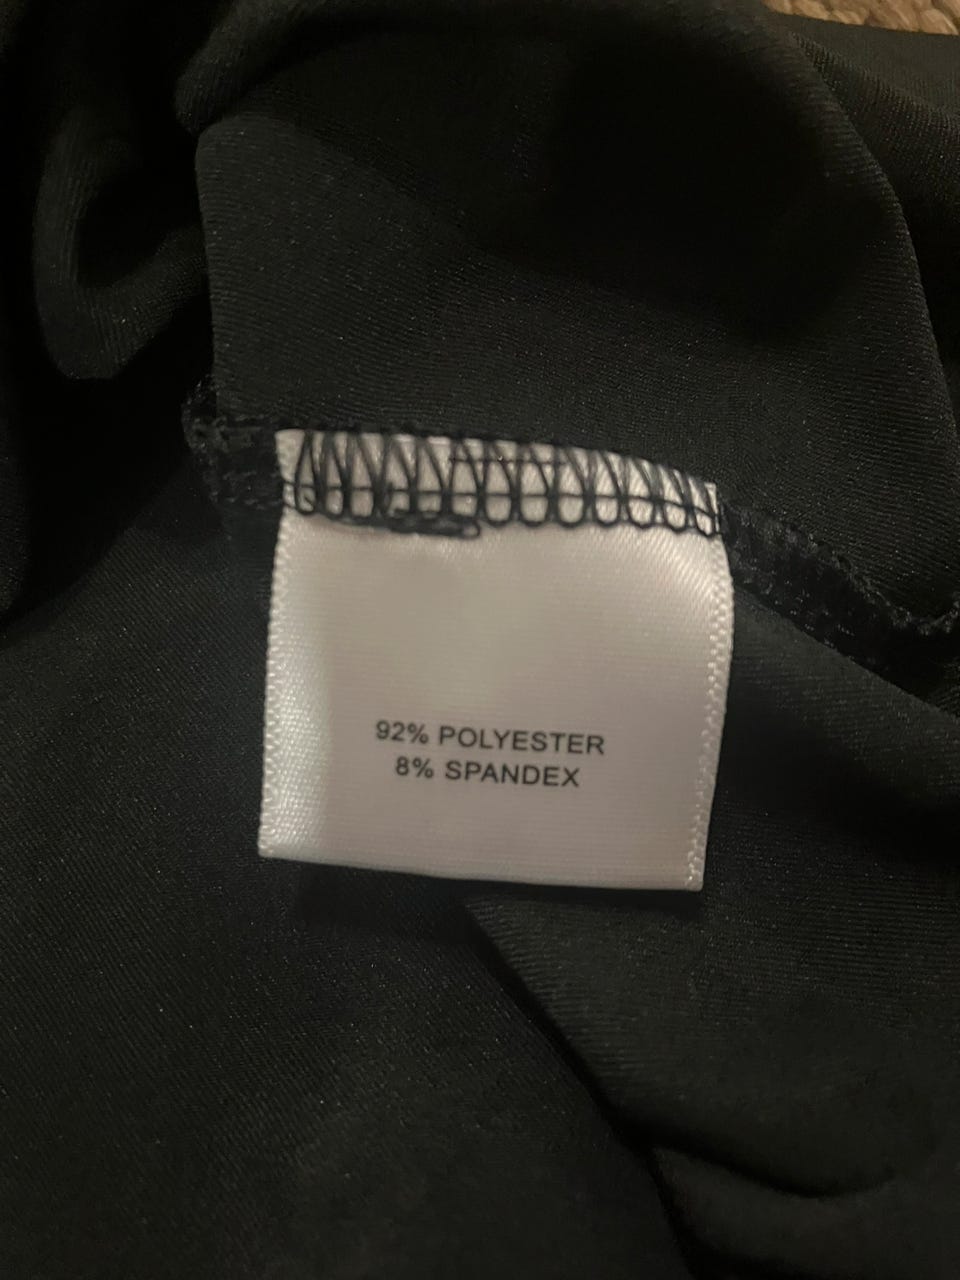 92% POLYESTER
8% SPANDEX